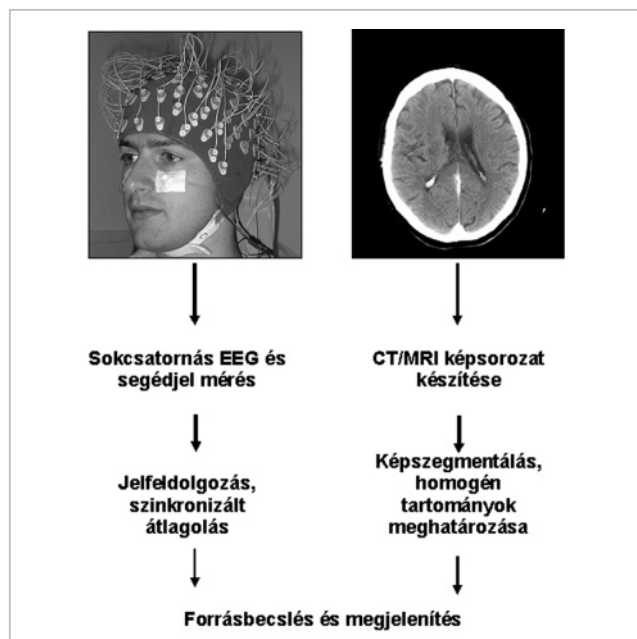 Sokcsatornás EEG és
segédjel mérés
CT/MRI képsorozat
készítése
Jelfeldolgozás,
szinkronizált
átlagolás
Képszegmentálás,
homogén
tartományok
meghatározása
Forrásbecslés és megjelenítés